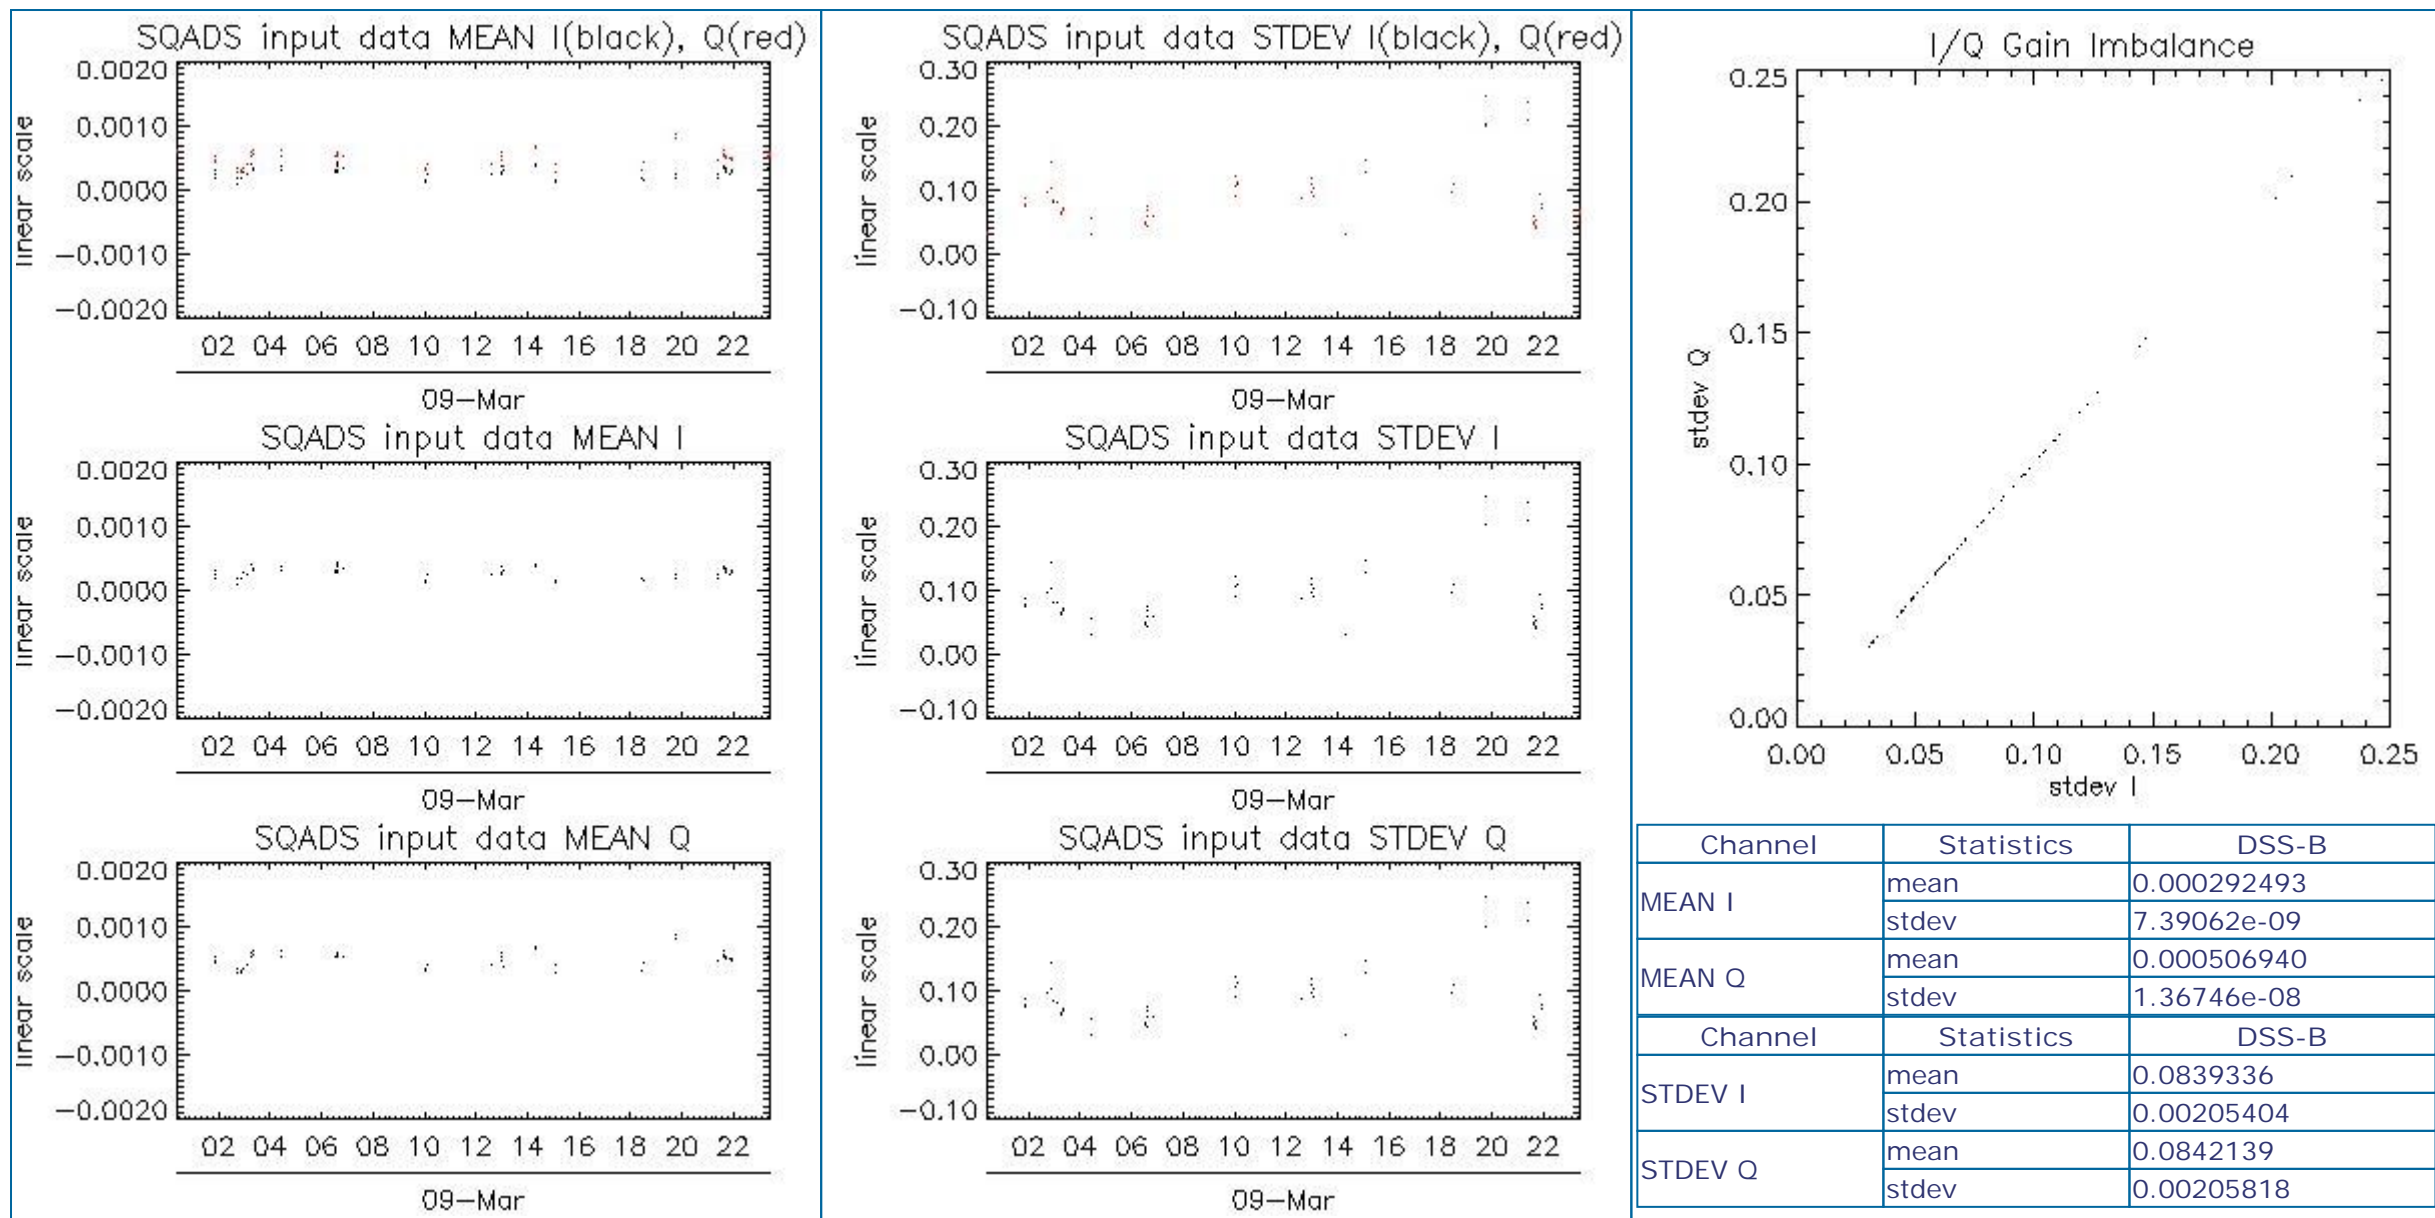 SQADS input data MEAN I(black), Q(red)
0.0020
0.0010
0.0000
−0.0010
−0.0020
linear scale
02 04 06 08 10 12 14 16 18 20 22
09−Mar
SQADS input data MEAN I
0.0020
0.0010
0.0000
−0.0010
−0.0020
linear scale
02 04 06 08 10 12 14 16 18 20 22
09−Mar
SQADS input data MEAN Q
0.0020
0.0010
0.0000
−0.0010
−0.0020
linear scale
02 04 06 08 10 12 14 16 18 20 22
09−Mar
SQADS input data STDEV I(black), Q(red)
0.30
0.20
0.10
0.00
−0.10
linear scale
02 04 06 08 10 12 14 16 18 20 22
09−Mar
SQADS input data STDEV I
0.30
0.20
0.10
0.00
−0.10
linear scale
02 04 06 08 10 12 14 16 18 20 22
09−Mar
SQADS input data STDEV Q
0.30
0.20
0.10
0.00
−0.10
linear scale
02 04 06 08 10 12 14 16 18 20 22
09−Mar
I/Q Gain Imbalance
0.25
0.20
0.15
0.10
0.05
0.00
stdev Q
0.00 0.05 0.10 0.15 0.20 0.25
stdev I
Channel Statistics DSS-B
MEAN I mean 0.000292493
stdev 7.39062e-09
MEAN Q mean 0.000506940
stdev 1.36746e-08
Channel Statistics DSS-B
STDEV I mean 0.0839336
stdev 0.00205404
STDEV Q mean 0.0842139
stdev 0.00205818